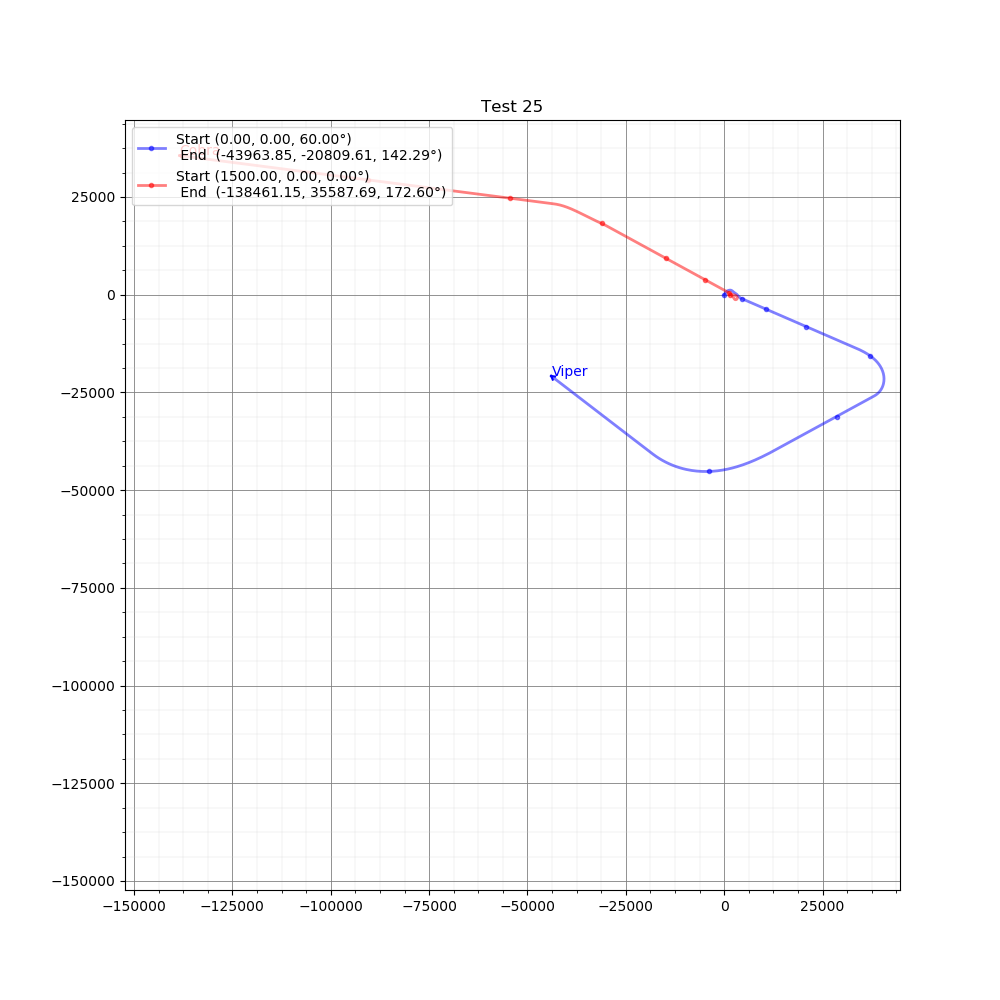 Test 25
Start (0.00, 0.00, 60.00°)
End (-43963.85, -20809.61, 142.29°)
Start (1500.00, 0.00, 0.00°)
End (-138461.15, 35587.69, 172.60°)
25000
0
−25000
−50000
−75000
−100000
−125000
−150000
Viper
−150000 −125000 −100000 −75000 −50000 −25000 0 25000